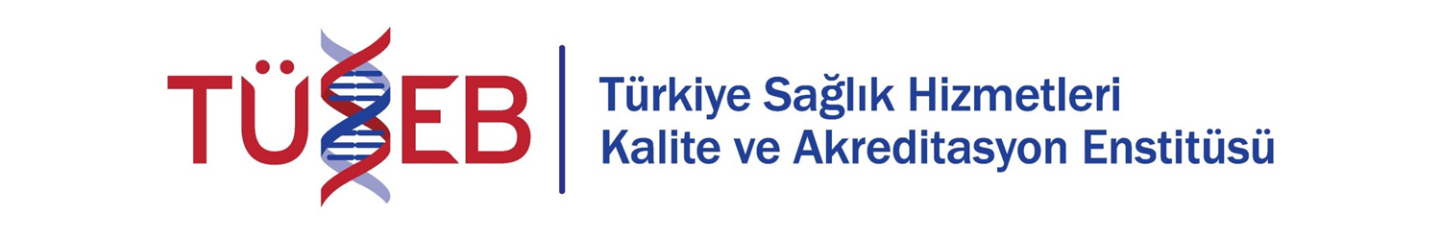 TÜSEB
Türkiye Sağlık Hizmetleri
Kalite ve Akreditasyon Enstitüsü